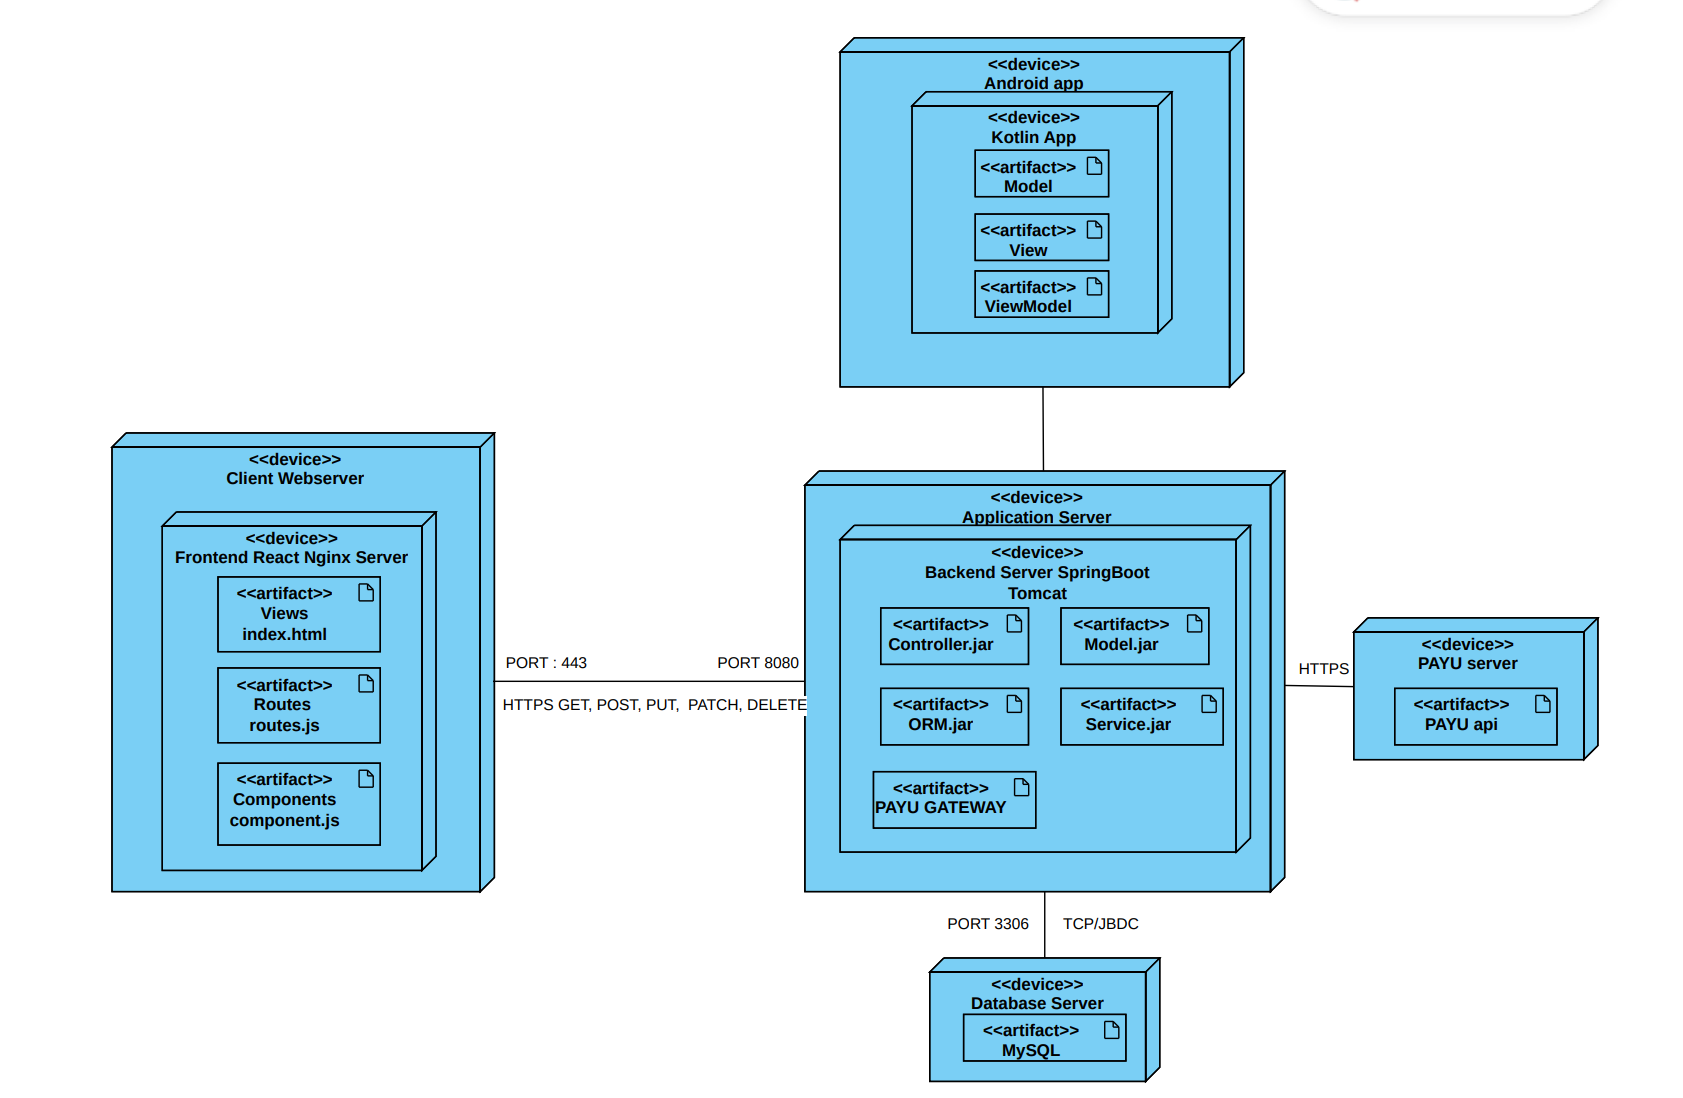 <<device>>
Android app
<<device>>
Kotlin App
<<artifact>>
Model
<<artifact>>
View
<<artifact>>
ViewModel
<<device>>
Client Webserver
<<device>>
Frontend React Nginx Server
<<artifact>>
Views
index.html
<<artifact>>
Routes
routes.js
<<artifact>>
Components
component.js
PORT : 443
PORT 8080
HTTPS GET, POST, PUT,  PATCH, DELETE
<<device>>
Application Server
<<device>>
Backend Server SpringBoot
Tomcat
<<artifact>>
Controller.jar
<<artifact>>
Model.jar
<<artifact>>
ORM.jar
<<artifact>>
Service.jar
<<artifact>>
PAYU GATEWAY
HTTPS
<<device>>
PAYU server
<<artifact>>
PAYU api
PORT 3306
TCP/JBDC
<<device>>
Database Server
<<artifact>>
MySQL